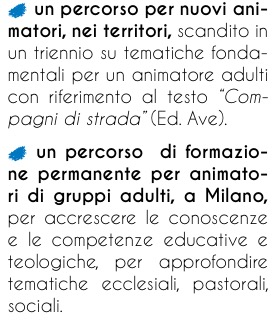 un percorso per nuovi ani-
matori, nei territori, scandito in
un triennio su tematiche fonda-
mentali per un animatore adulti
con riferimento al testo “Com-
pagni di strada” (Ed. Ave).
un percorso di formazio-
ne permanente per animato-
ri di gruppi adulti, a Milano,
per accrescere le conoscenze
e le competenze educative e
teologiche, per approfondire
tematiche ecclesiali, pastorali,
sociali.